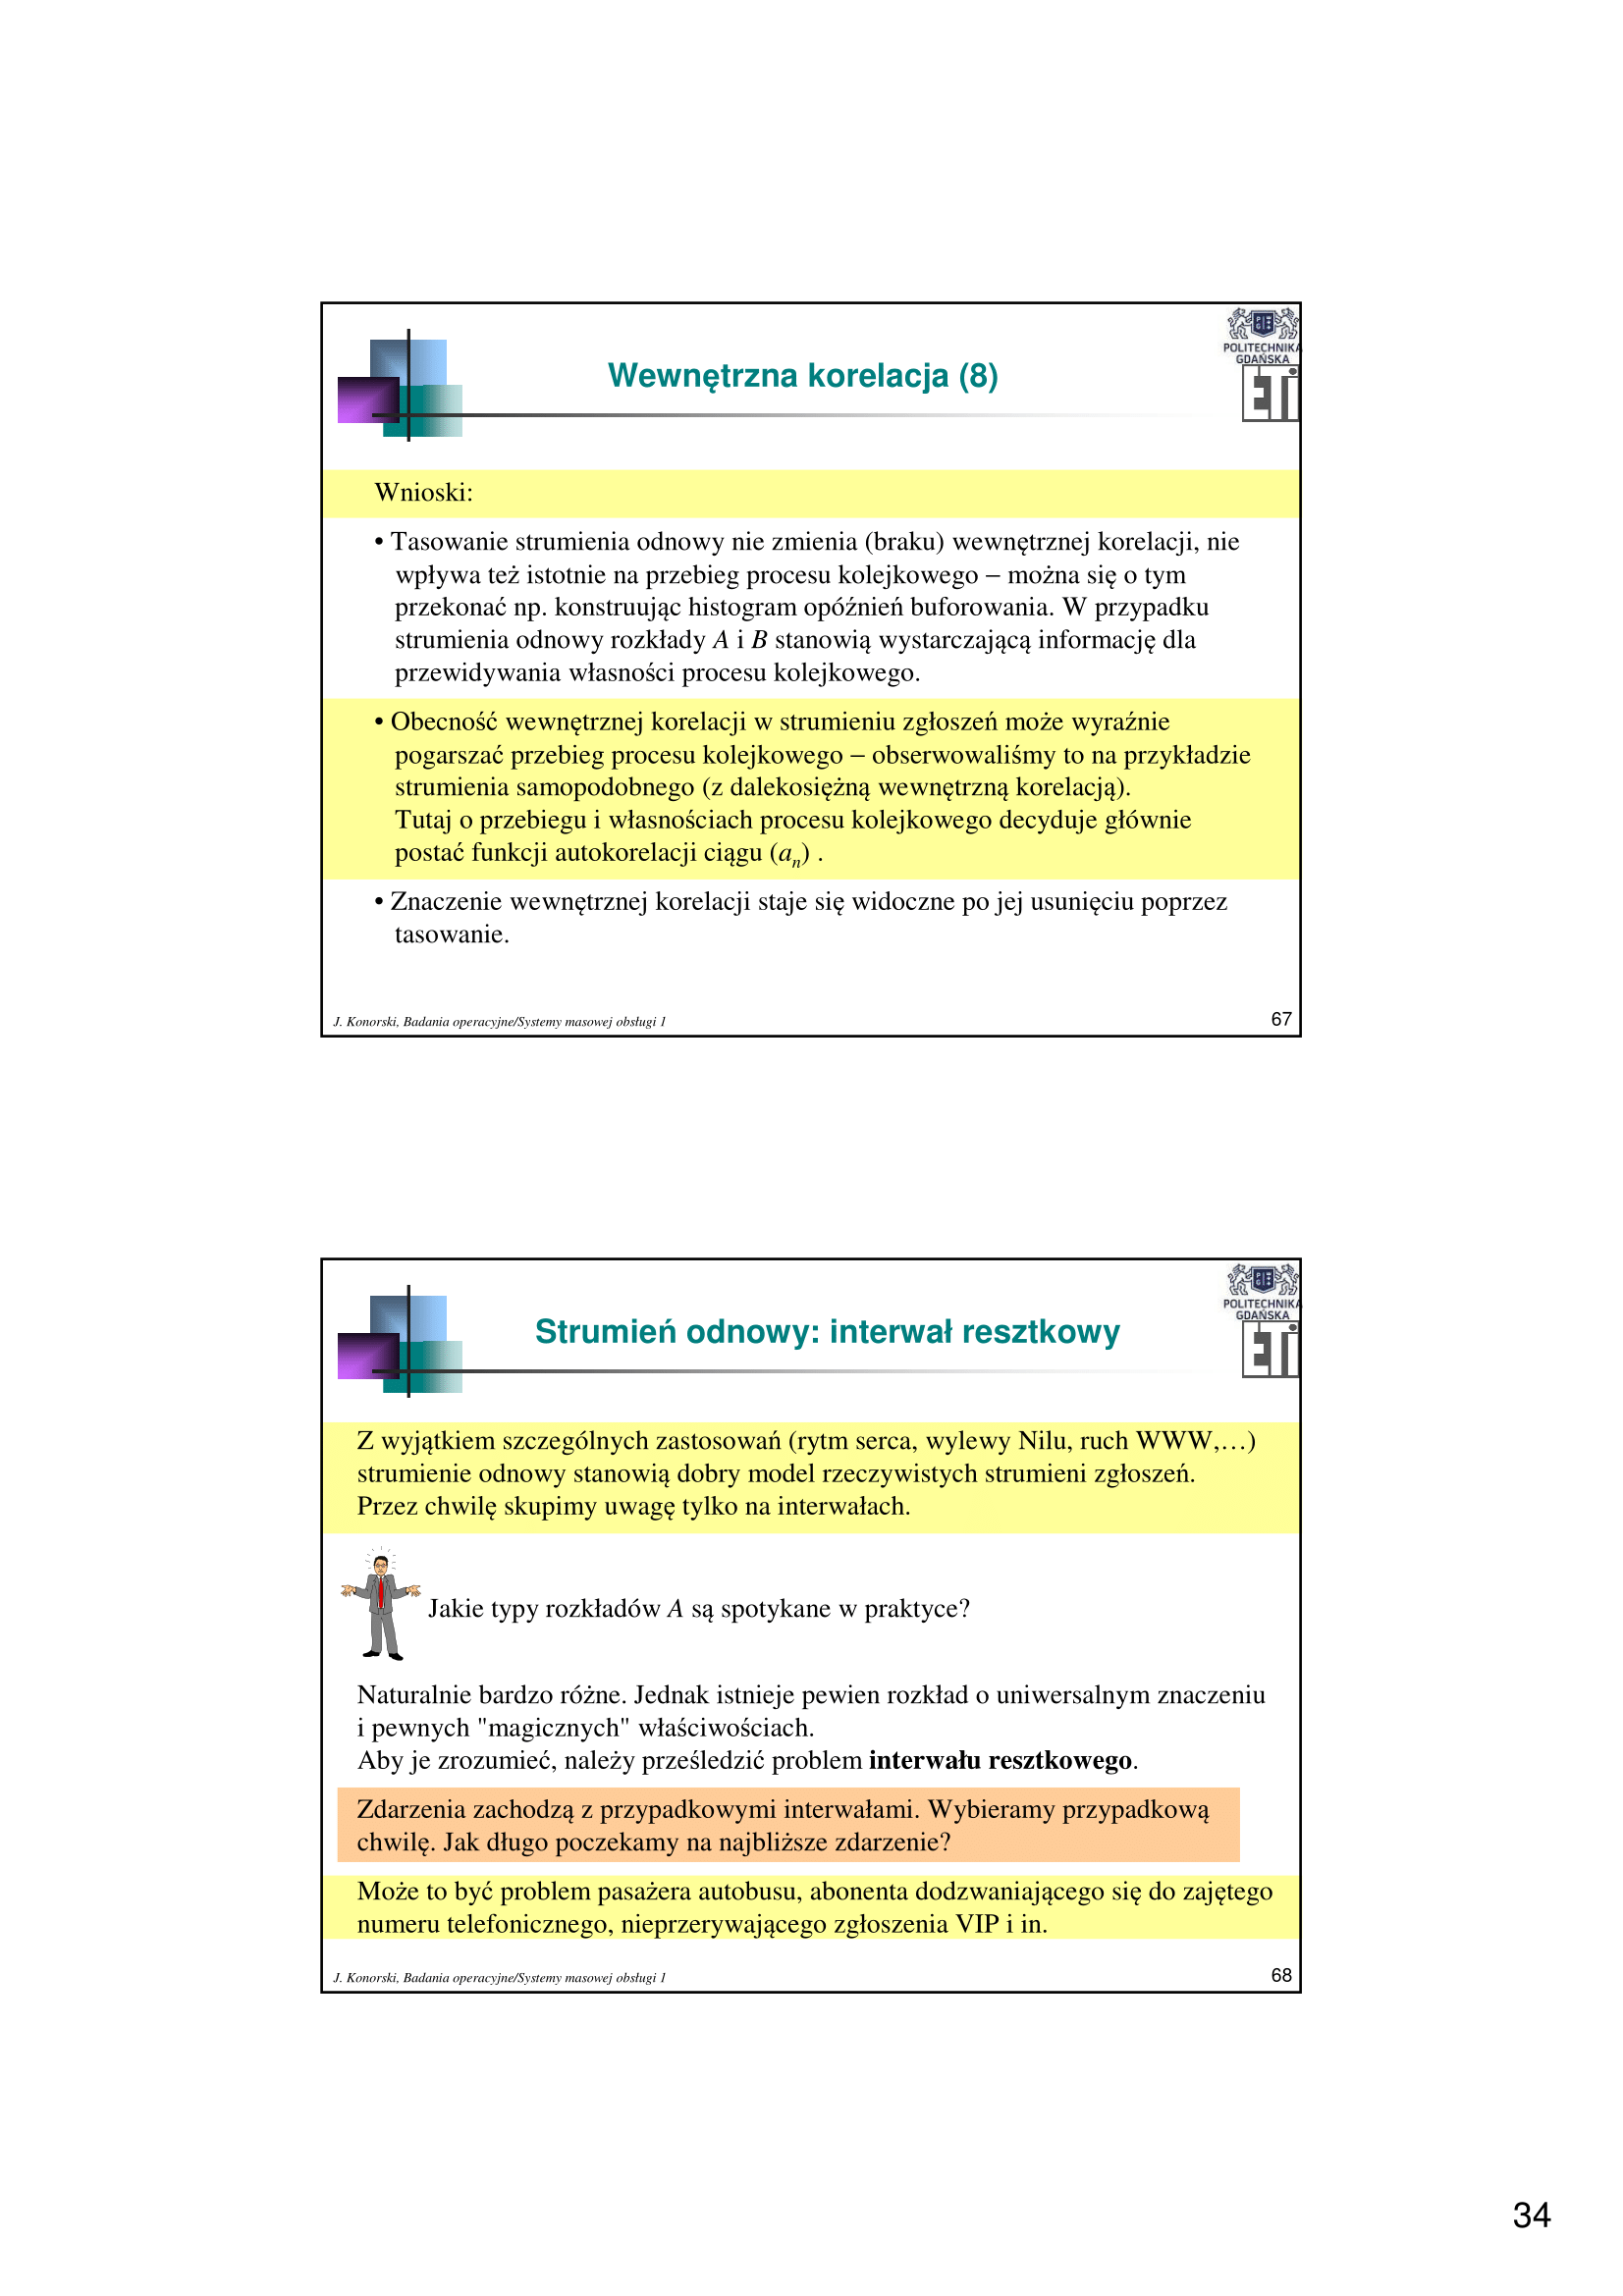 POLITECHNIKA
GDAŃSKA
ETI
Wewnętrzna korelacja (8)
Wnioski:
• Tasowanie strumienia odnowy nie zmienia (braku) wewnętrznej korelacji, nie
wpływa też istotnie na przebieg procesu kolejkowego – można się o tym
przekonać np. konstruując histogram opóźnień buforowania. W przypadku
strumienia odnowy rozkłady A i B stanowią wystarczającą informację dla
przewidywania własności procesu kolejkowego.
• Obecność wewnętrznej korelacji w strumieniu zgłoszeń może wyraźnie
pogarszać przebieg procesu kolejkowego – obserwowaliśmy to na przykładzie
strumienia samopodobnego (z dalekosiężną wewnętrzną korelacją).
Tutaj o przebiegu i własnościach procesu kolejkowego decyduje głównie
postać funkcji autokorelacji ciągu (an) .
• Znaczenie wewnętrznej korelacji staje się widoczne po jej usunięciu poprzez
tasowanie.
J. Konorski, Badania operacyjne/Systemy masowej obsługi 1
67
POLITECHNIKA
GDAŃSKA
ETI
Strumień odnowy: interwał resztkowy
Z wyjątkiem szczególnych zastosowań (rytm serca, wylewy Nilu, ruch WWW,…)
strumienie odnowy stanowią dobry model rzeczywistych strumieni zgłoszeń.
Przez chwilę skupimy uwagę tylko na interwałach.
Jakie typy rozkładów A są spotykane w praktyce?
Naturalnie bardzo różne. Jednak istnieje pewien rozkład o uniwersalnym znaczeniu
i pewnych "magicznych" właściwościach.
Aby je zrozumieć, należy prześledzić problem interwału resztkowego.
Zdarzenia zachodzą z przypadkowymi interwałami. Wybieramy przypadkową
chwilę. Jak długo poczekamy na najbliższe zdarzenie?
Może to być problem pasażera autobusu, abonenta dodzwaniającego się do zajętego
numeru telefonicznego, nieprzerywającego zgłoszenia VIP i in.
J. Konorski, Badania operacyjne/Systemy masowej obsługi 1
68
34